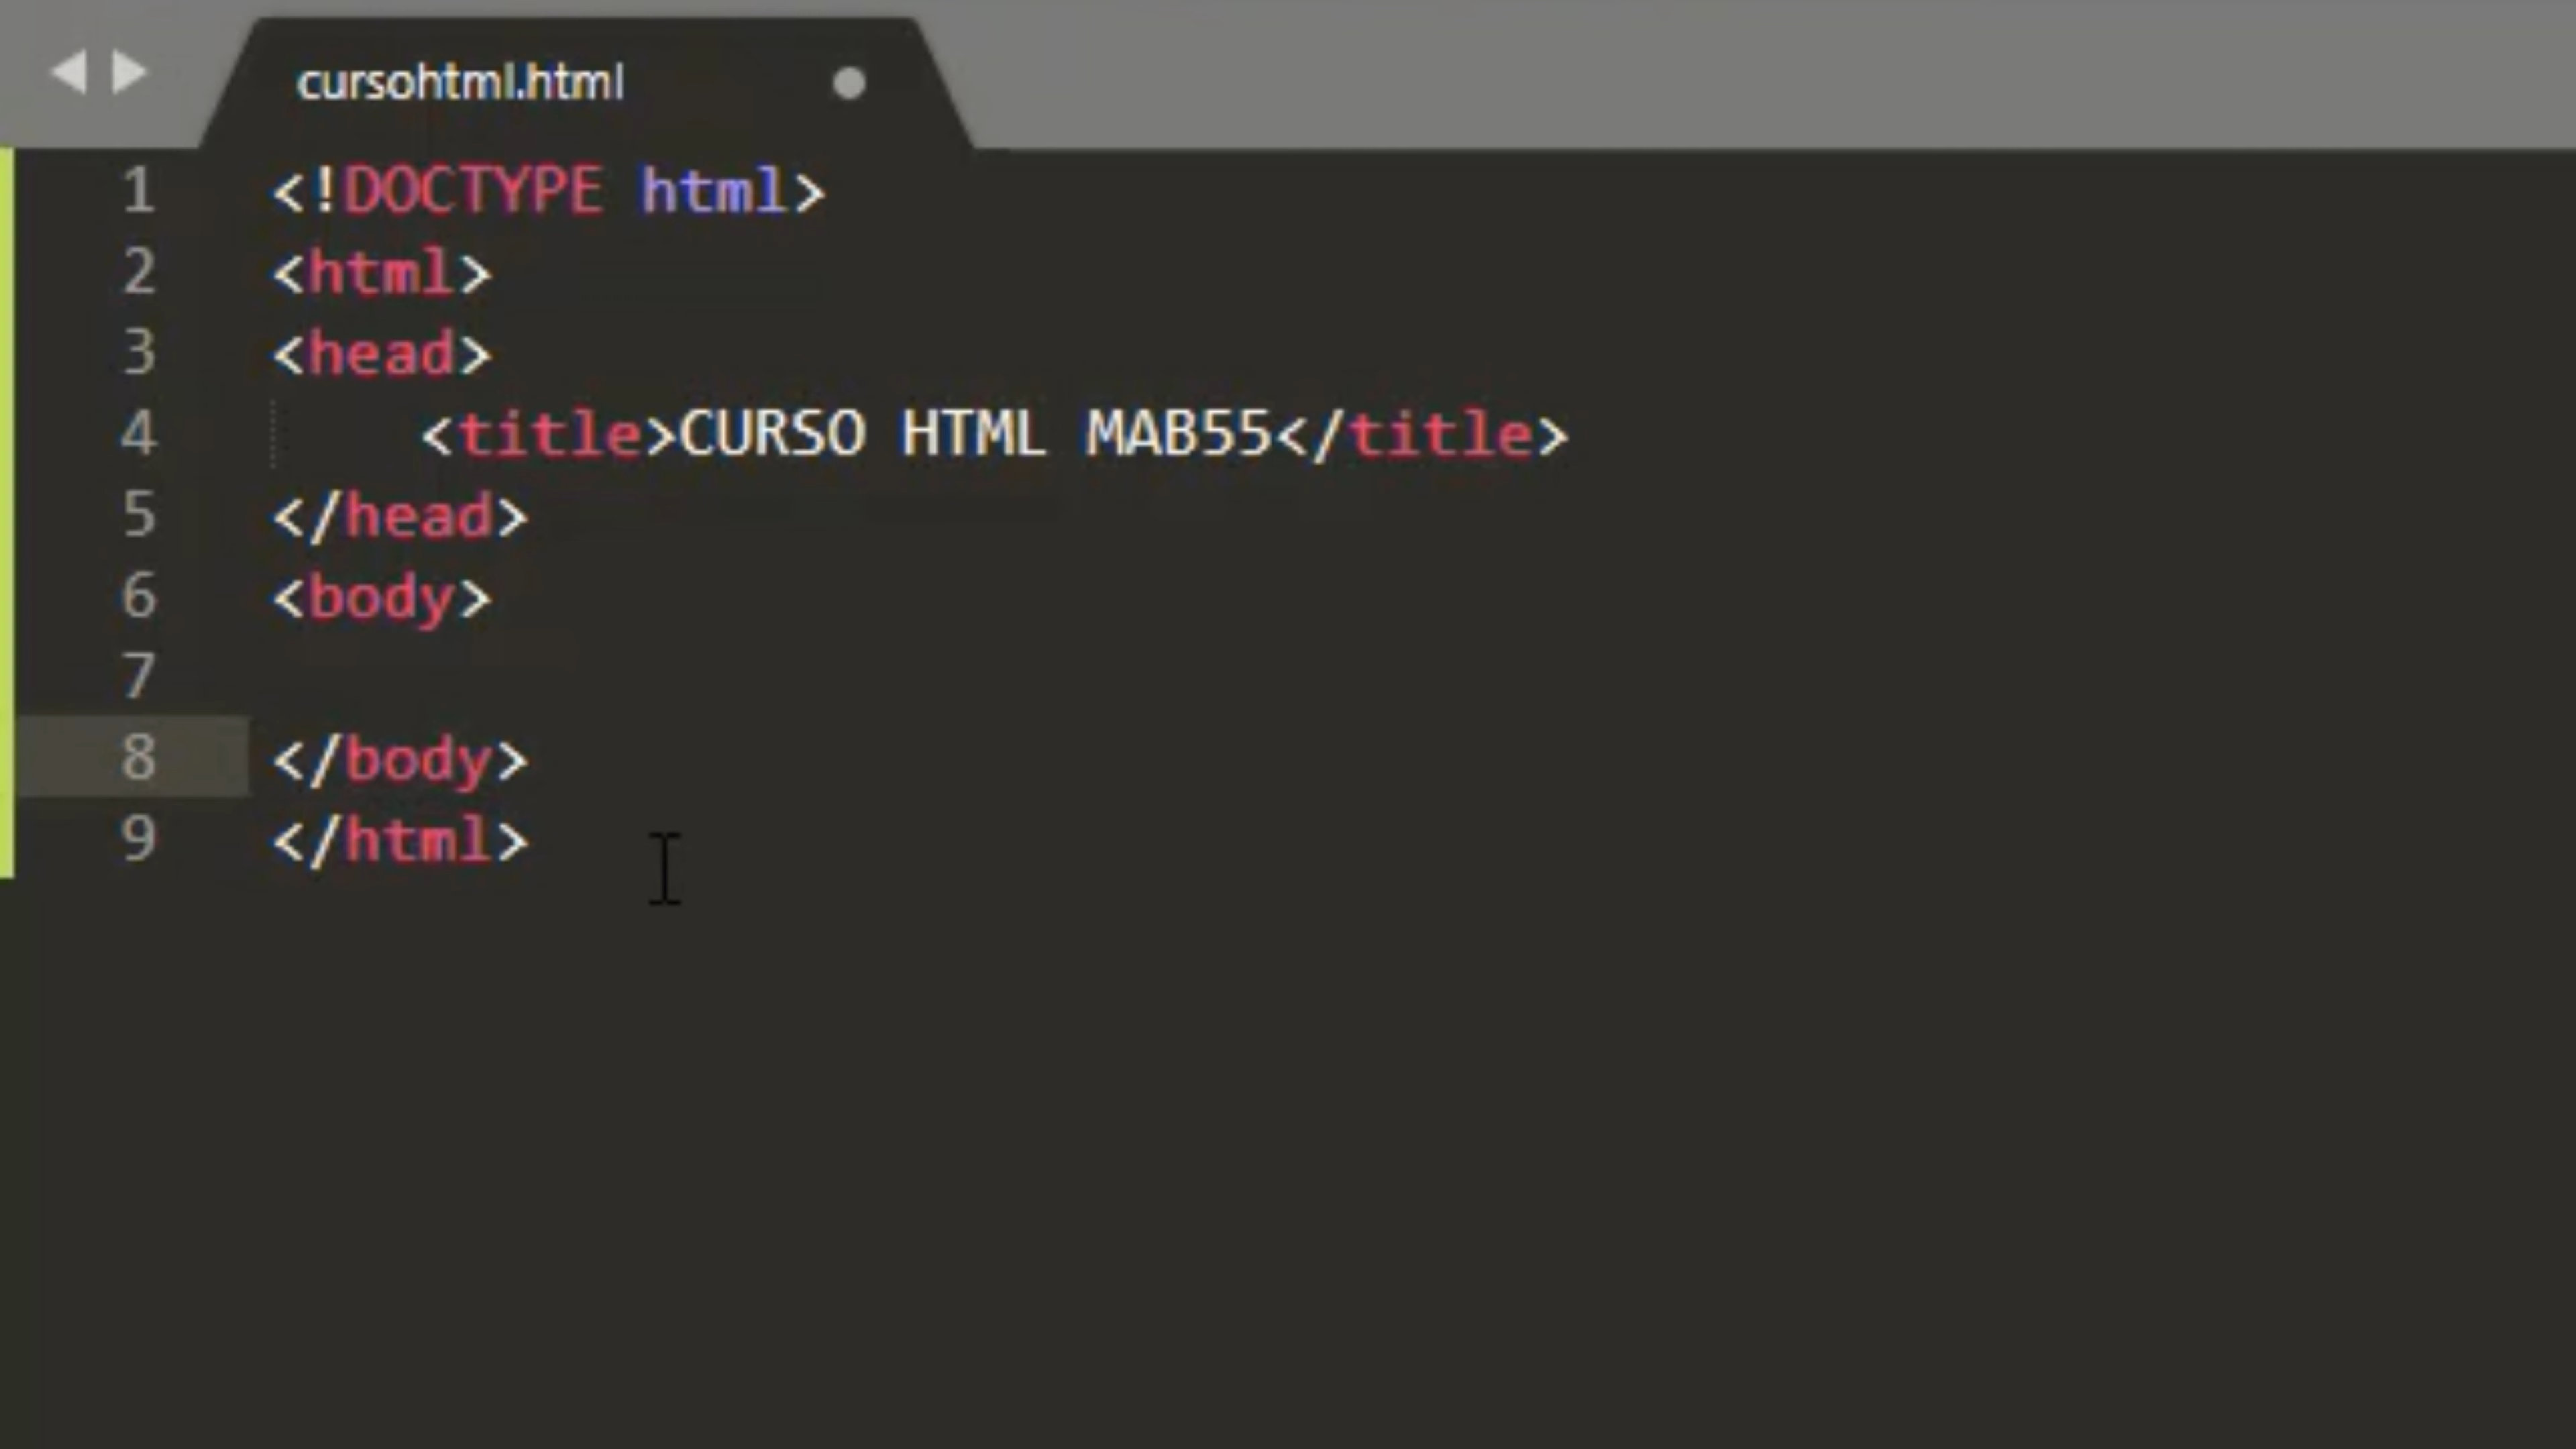 cursohtml.html
1 <!DOCTYPE html>
2 <html>
3 <head>
4 <title>CURSO HTML MAB55</title>
5 </head>
6 <body>
7
8 </body>
9 </html>